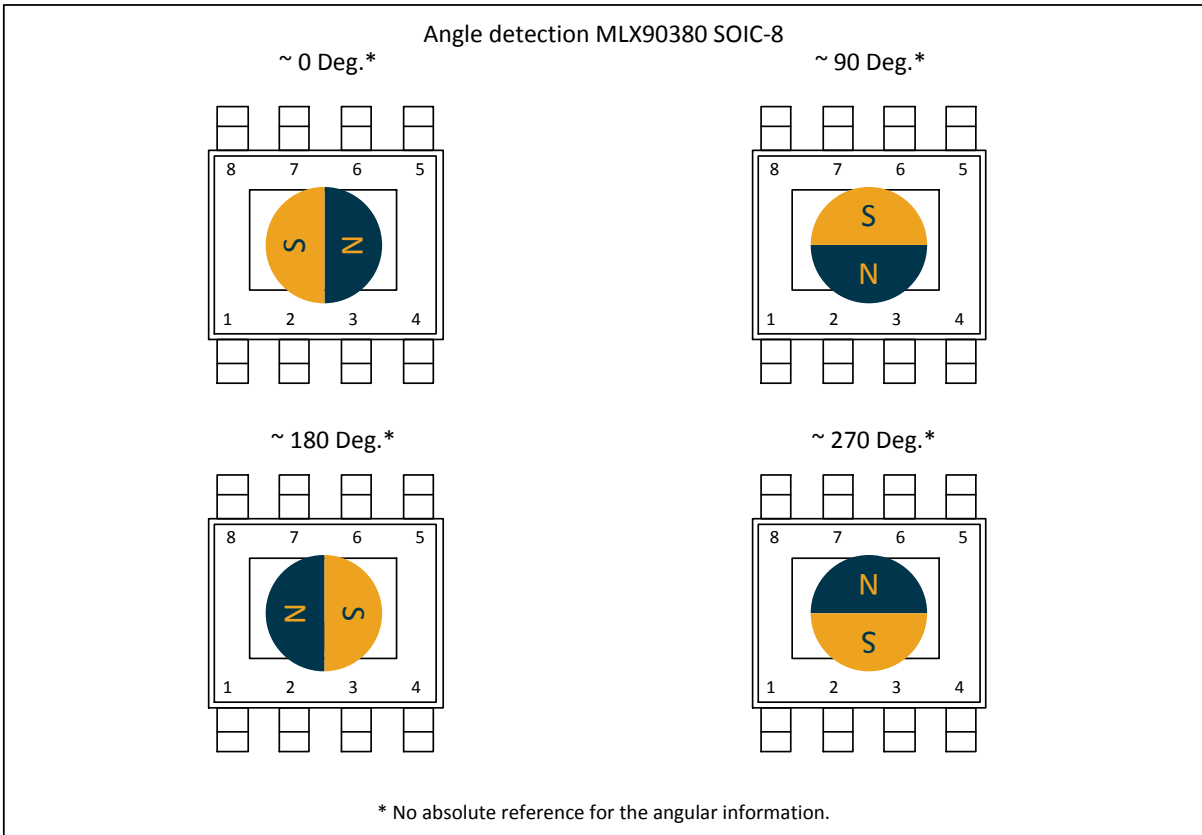 Angle detection MLX90380 SOIC-8
~ 0 Deg.* ~ 90 Deg.*
8 7 6 5 8 7 6 5
S N S
N
1 2 3 4 1 2 3 4
~ 180 Deg.* ~ 270 Deg.*
8 7 6 5 8 7 6 5
N S N
S
1 2 3 4 1 2 3 4
* No absolute reference for the angular information.